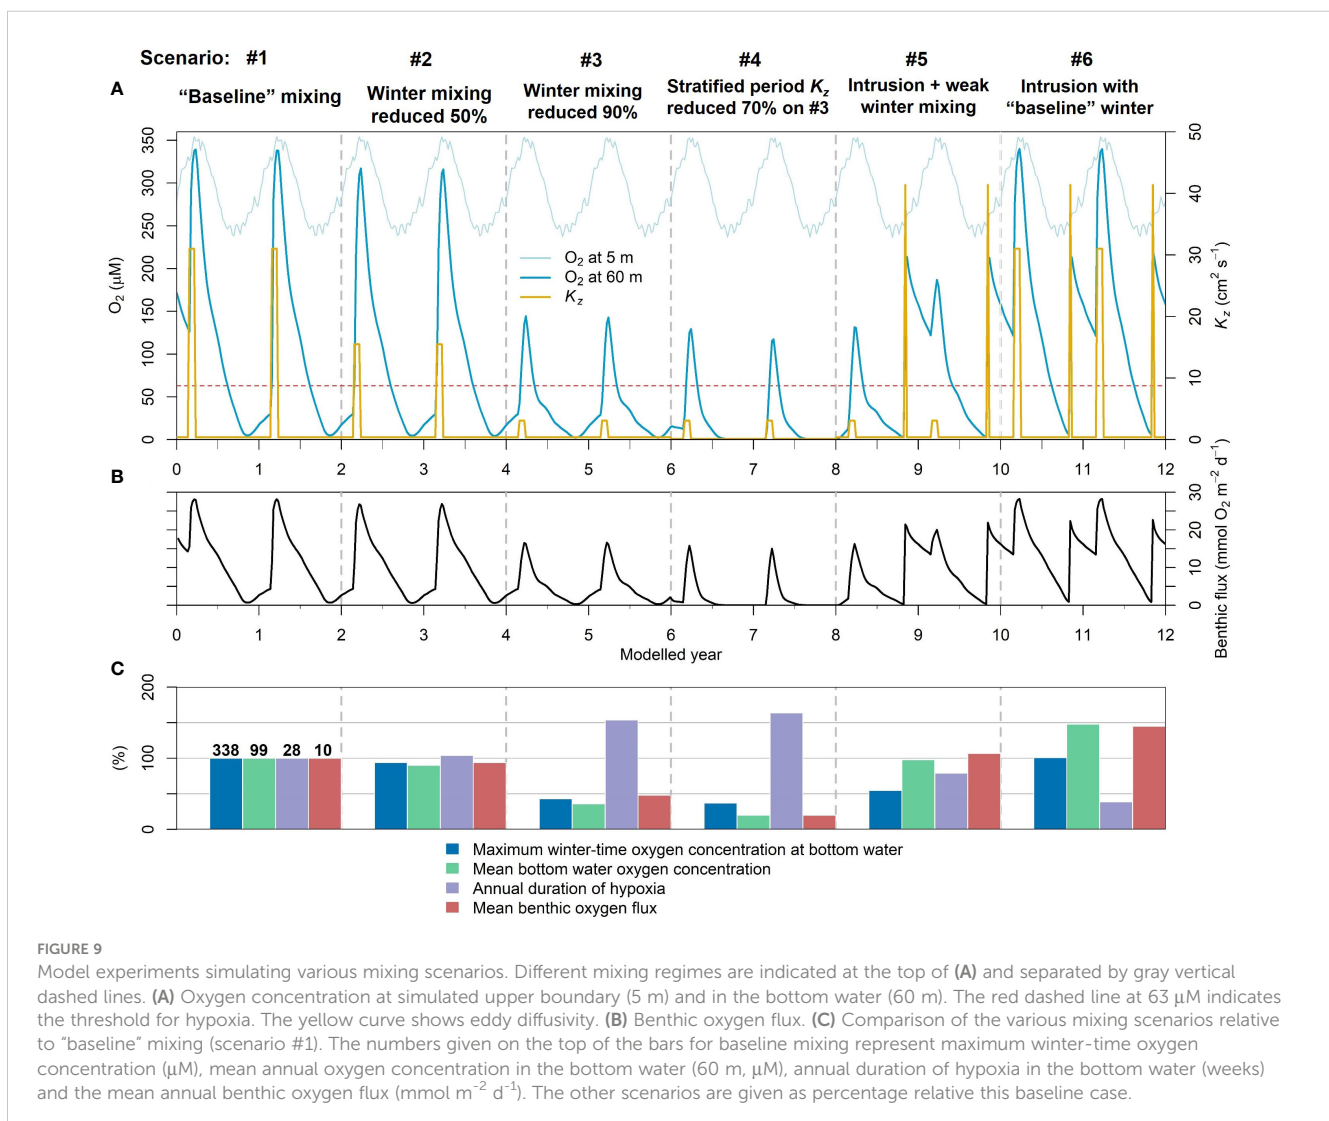 Scenario: #1 #2 #3 #4 #5 #6
A
“Baseline” mixing
Winter mixing
reduced 50%
Winter mixing
reduced 90%
Stratified period Kz
reduced 70% on #3
Intrusion + weak
winter mixing
Intrusion with
“baseline” winter
350
300
250
200
150
100
50
0
O2 (µM)
50
40
30
20
10
0
Kz (cm² s⁻¹)
O2 at 5 m
O2 at 60 m
Kz
0 1 2 3 4 5 6 7 8 9 10 11 12
B
30
20
10
0
Benthic flux (mmol O2 m⁻² d⁻¹)
0 1 2 3 4 5 6 7 8 9 10 11 12
Modelled year
C
200
100
0
(%)
338 99 28 10
Maximum winter-time oxygen concentration at bottom water
Mean bottom water oxygen concentration
Annual duration of hypoxia
Mean benthic oxygen flux
FIGURE 9
Model experiments simulating various mixing scenarios. Different mixing regimes are indicated at the top of (A) and separated by gray vertical
dashed lines. (A) Oxygen concentration at simulated upper boundary (5 m) and in the bottom water (60 m). The red dashed line at 63 µM indicates
the threshold for hypoxia. The yellow curve shows eddy diffusivity. (B) Benthic oxygen flux. (C) Comparison of the various mixing scenarios relative
to “baseline” mixing (scenario #1). The numbers given on the top of the bars for baseline mixing represent maximum winter-time oxygen
concentration (µM), mean annual oxygen concentration in the bottom water (60 m, µM), annual duration of hypoxia in the bottom water (weeks)
and the mean annual benthic oxygen flux (mmol m⁻² d⁻¹). The other scenarios are given as percentage relative this baseline case.